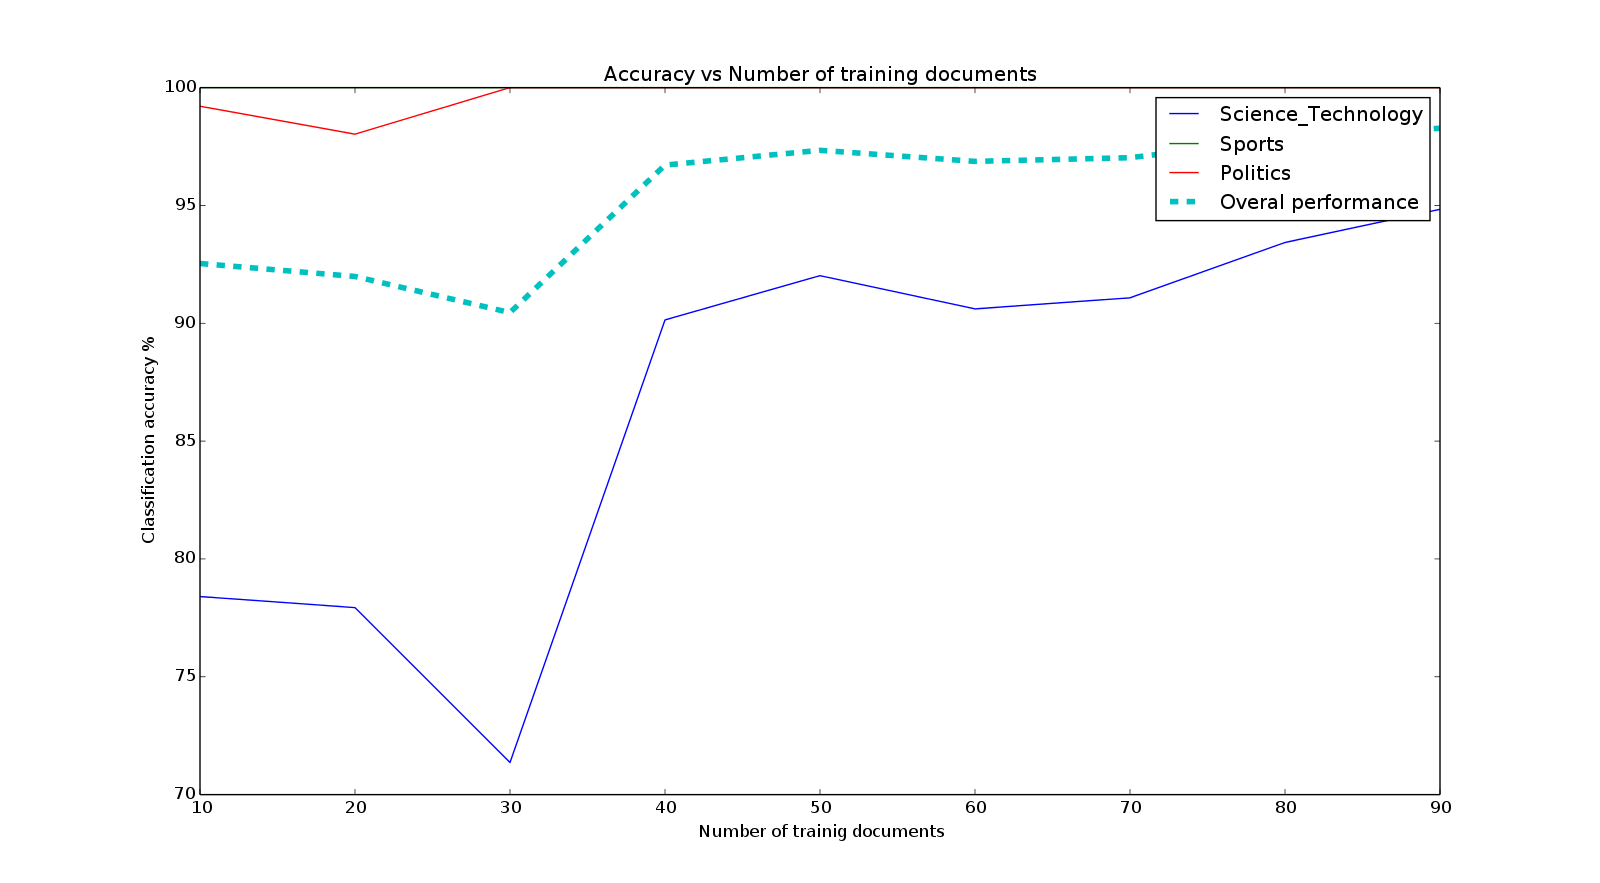 Accuracy vs Number of training documents
100
95
90
85
80
75
70
Classification accuracy %
Science_Technology
Sports
Politics
Overal performance
10 20 30 40 50 60 70 80 90
Number of trainig documents